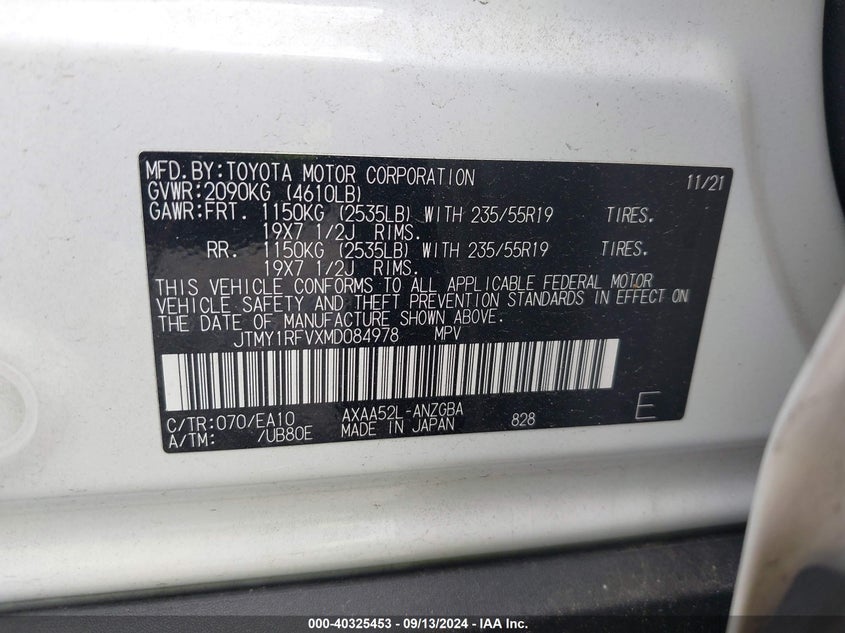 MFD.BY:TOYOTA MOTOR CORPORATION 11/21
GVWR:2090KG (4610LB)
GAWR:FRT. 1150KG (2535LB) WITH 235/55R19 TIRES.
19X7 1/2J RIMS.
RR. 1150KG (2535LB) WITH 235/55R19 TIRES.
19X7 1/2J RIMS.
THIS VEHICLE CONFORMS TO ALL APPLICABLE FEDERAL MOTOR
VEHICLE SAFETY AND THEFT PREVENTION STANDARDS IN EFFECT ON
THE DATE OF MANUFACTURE SHOWN ABOVE.
JTMY1RFVXMD084978 MPV
C/TR:070/EA10 AXAA52L-ANZGBA E
A/TM: /UB80E MADE IN JAPAN 828
000-40325453 - 09/13/2024 - IAA Inc.